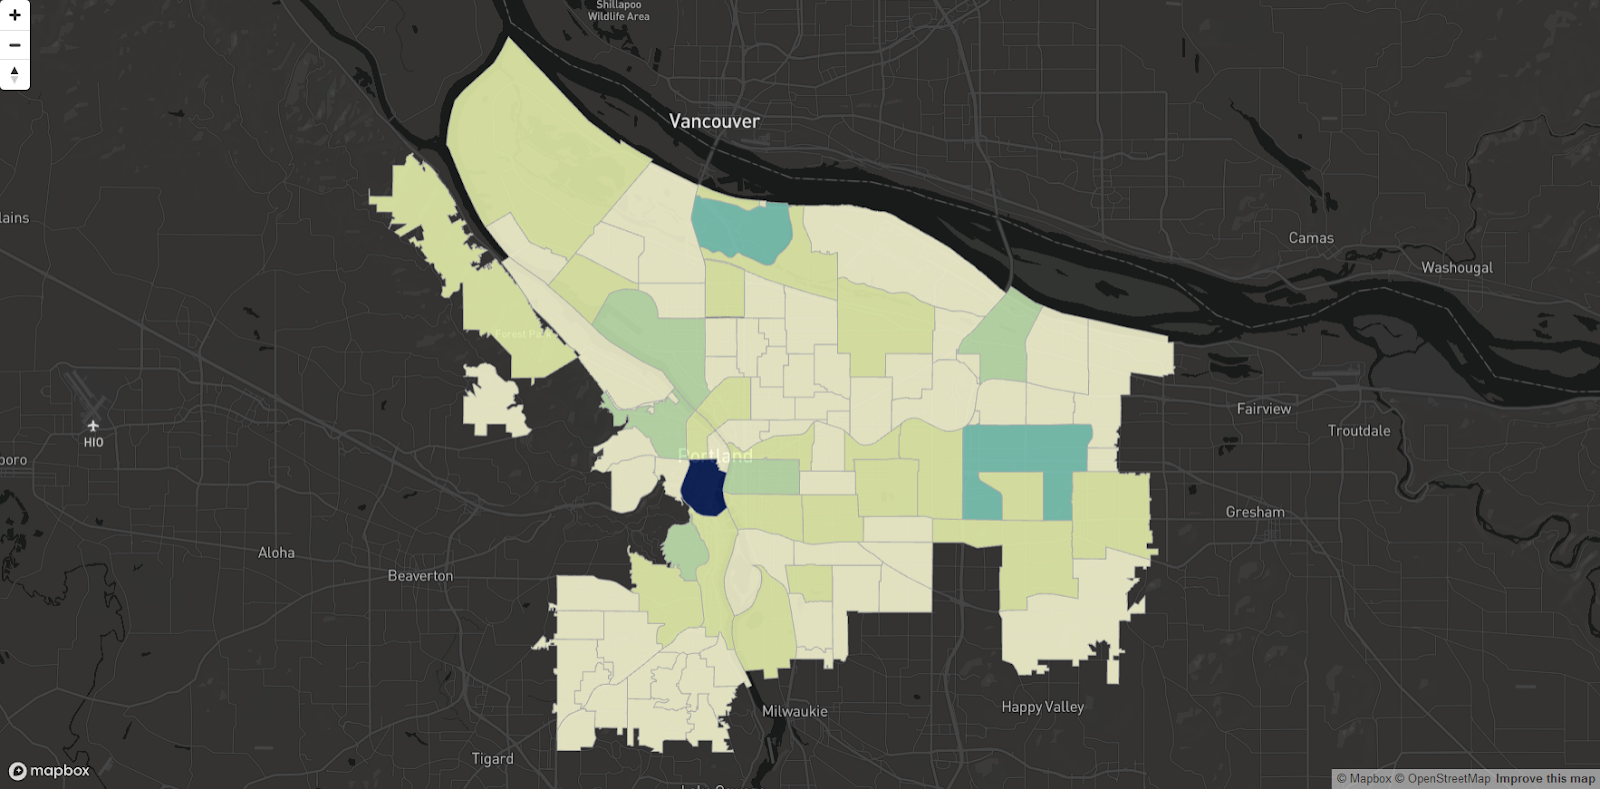 Shillapoo
Wildlife Area
+
−
Vancouver
lains
Camas
Washougal
Forest Park
Fairview
HIO
Troutdale
Portland
boro
Gresham
Aloha
Beaverton
Happy Valley
Milwaukie
Tigard
mapbox
© Mapbox © OpenStreetMap Improve this map